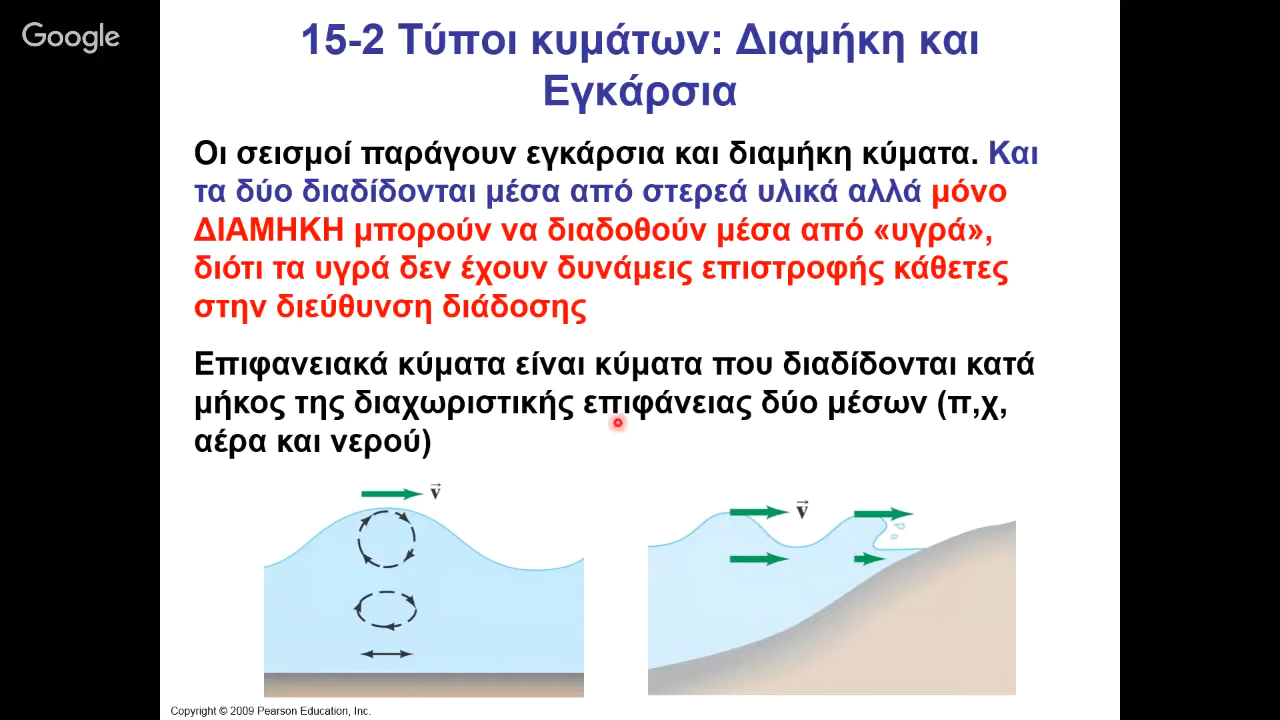 Google
15-2 Τύποι κυμάτων: Διαμήκη και
Εγκάρσια
Οι σεισμοί παράγουν εγκάρσια και διαμήκη κύματα. Και
τα δύο διαδίδονται μέσα από στερεά υλικά αλλά μόνο
ΔΙΑΜΗΚΗ μπορούν να διαδοθούν μέσα από «υγρά»,
διότι τα υγρά δεν έχουν δυνάμεις επιστροφής κάθετες
στην διεύθυνση διάδοσης
Επιφανειακά κύματα είναι κύματα που διαδίδονται κατά
μήκος της διαχωριστικής επιφάνειας δύο μέσων (π,χ,
αέρα και νερού)
v⃗
v⃗
Copyright © 2009 Pearson Education, Inc.